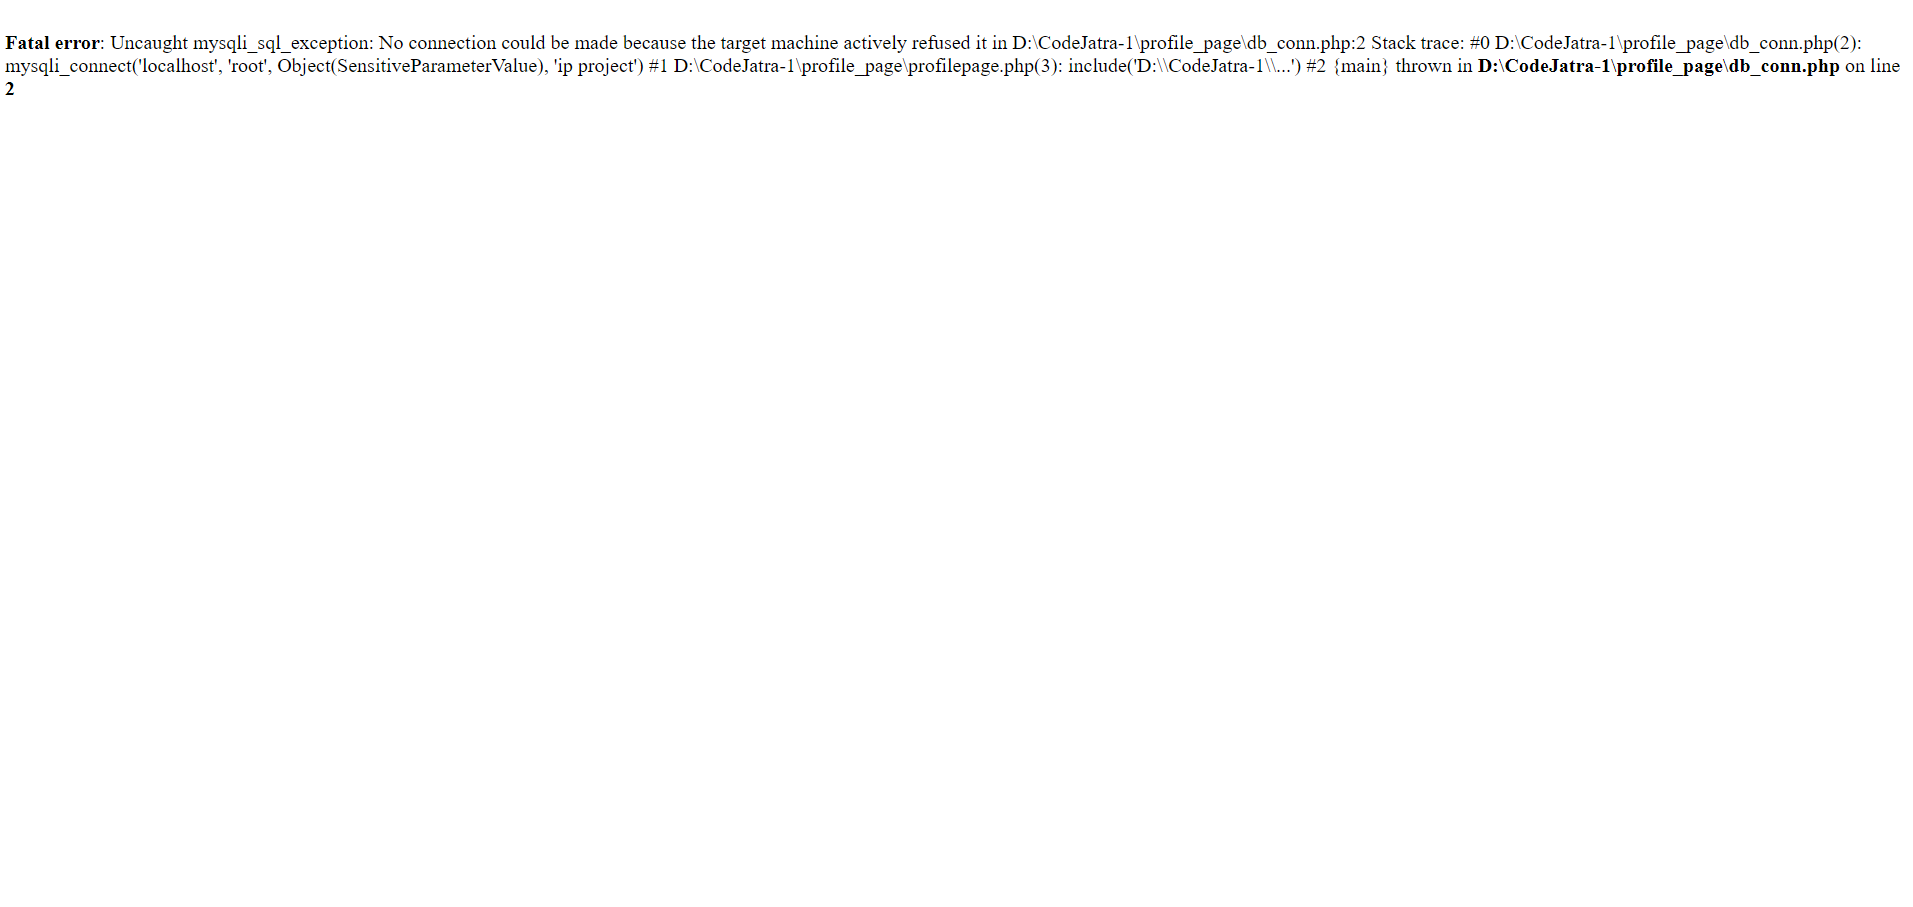 Fatal error: Uncaught mysqli_sql_exception: No connection could be made because the target machine actively refused it in D:\CodeJatra-1\profile_page\db_conn.php:2 Stack trace: #0 D:\CodeJatra-1\profile_page\db_conn.php(2):
mysqli_connect('localhost', 'root', Object(SensitiveParameterValue), 'ip project') #1 D:\CodeJatra-1\profile_page\profilepage.php(3): include('D:\\CodeJatra-1\\...') #2 {main} thrown in D:\CodeJatra-1\profile_page\db_conn.php on line
2